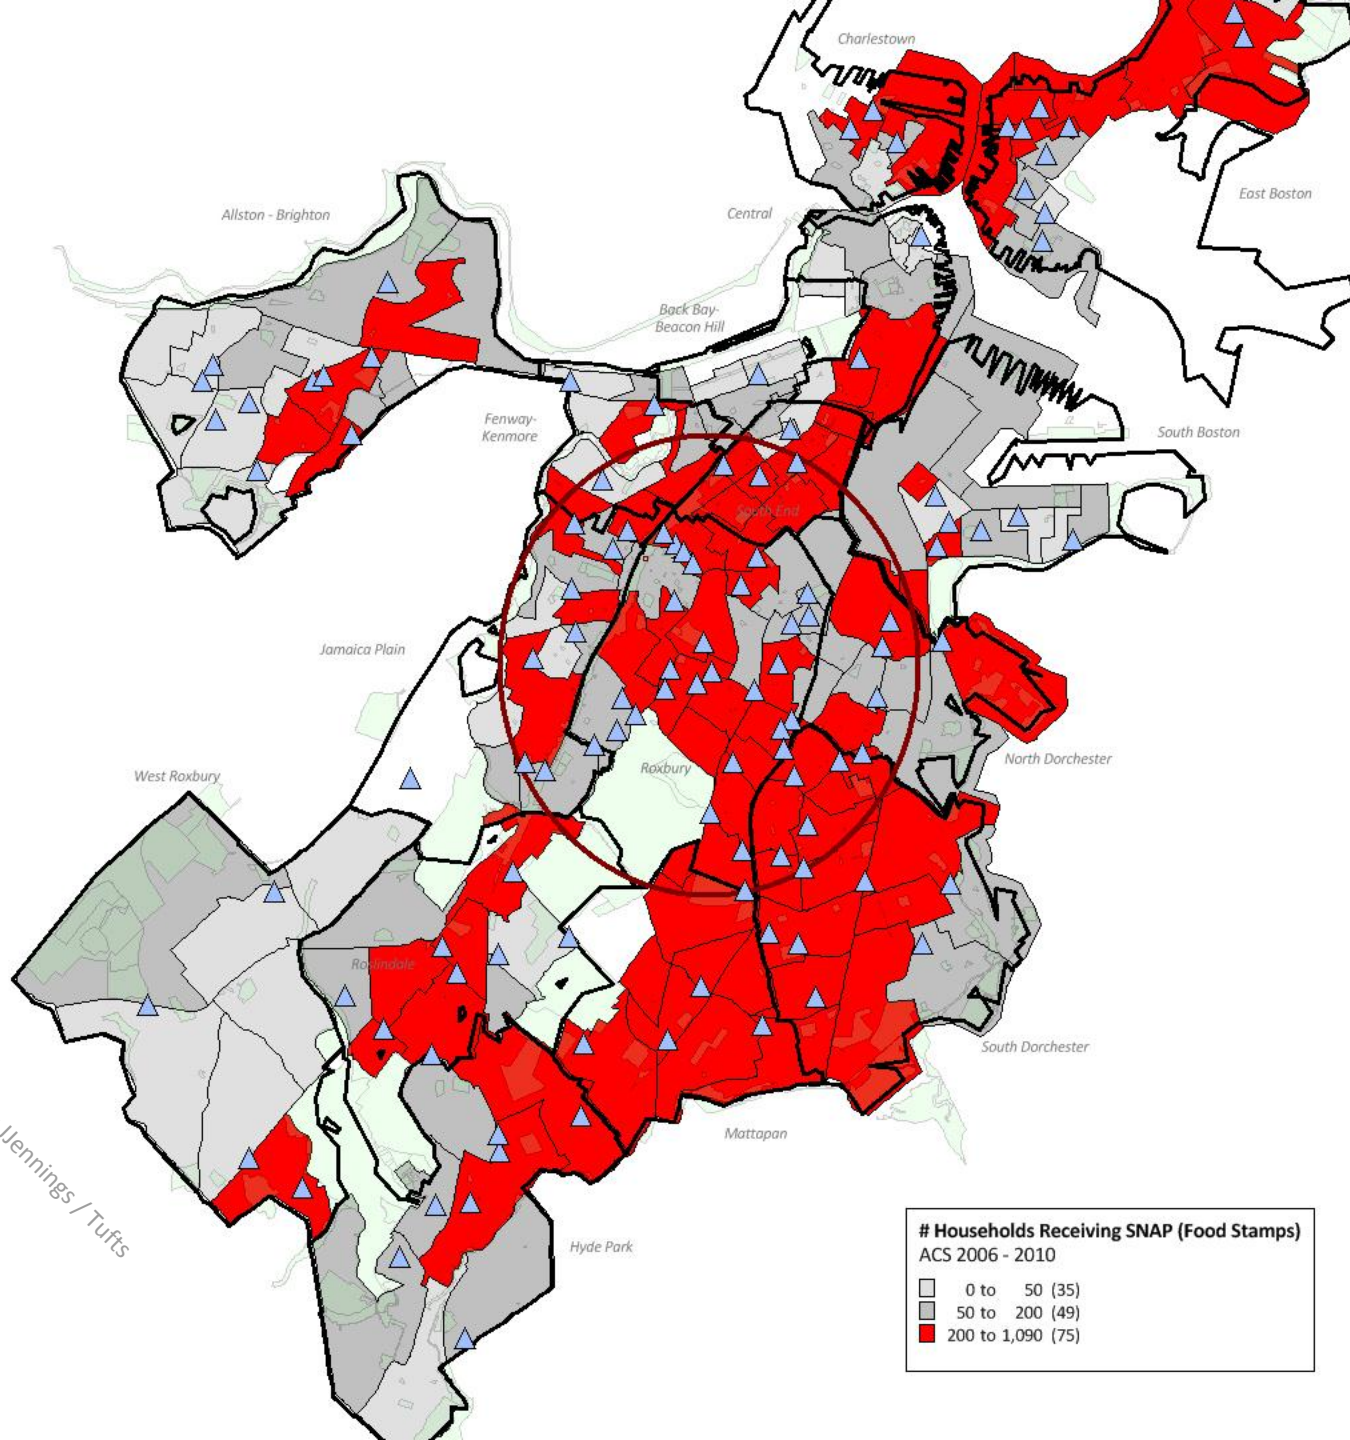 Charlestown
East Boston
Allston - Brighton
Central
Back Bay-
Beacon Hill
Fenway-
Kenmore
South Boston
South End
Jamaica Plain
North Dorchester
West Roxbury
Roxbury
Roslindale
South Dorchester
Mattapan
Hyde Park
JJennings / Tufts
# Households Receiving SNAP (Food Stamps)
ACS 2006 - 2010
0 to 50 (35)
50 to 200 (49)
200 to 1,090 (75)